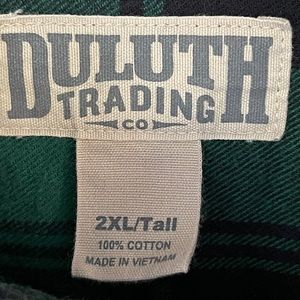 DULUTH
TRADING
CO
2XL/Tall
100% COTTON
MADE IN VIETNAM